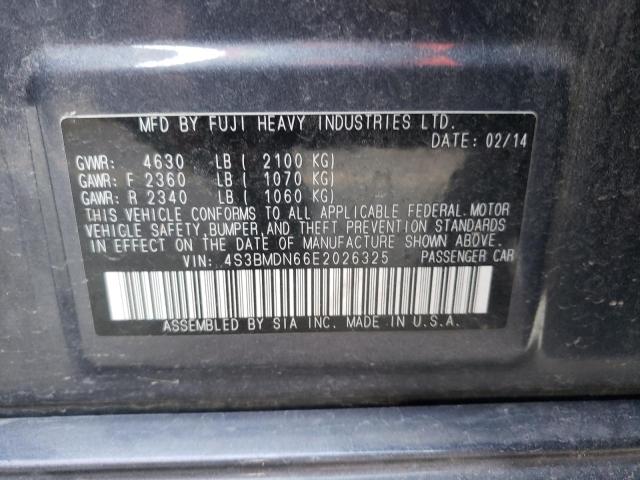 MFD BY FUJI HEAVY INDUSTRIES LTD.
DATE: 02/14
GVWR: 4630 LB ( 2100 KG)
GAWR: F 2360 LB ( 1070 KG)
GAWR: R 2340 LB ( 1060 KG)
THIS VEHICLE CONFORMS TO ALL APPLICABLE FEDERAL MOTOR
VEHICLE SAFETY, BUMPER, AND THEFT PREVENTION STANDARDS
IN EFFECT ON THE DATE OF MANUFACTURE SHOWN ABOVE.
VIN: 4S3BMDN66E2026325 PASSENGER CAR
ASSEMBLED BY SIA INC. MADE IN U.S.A.